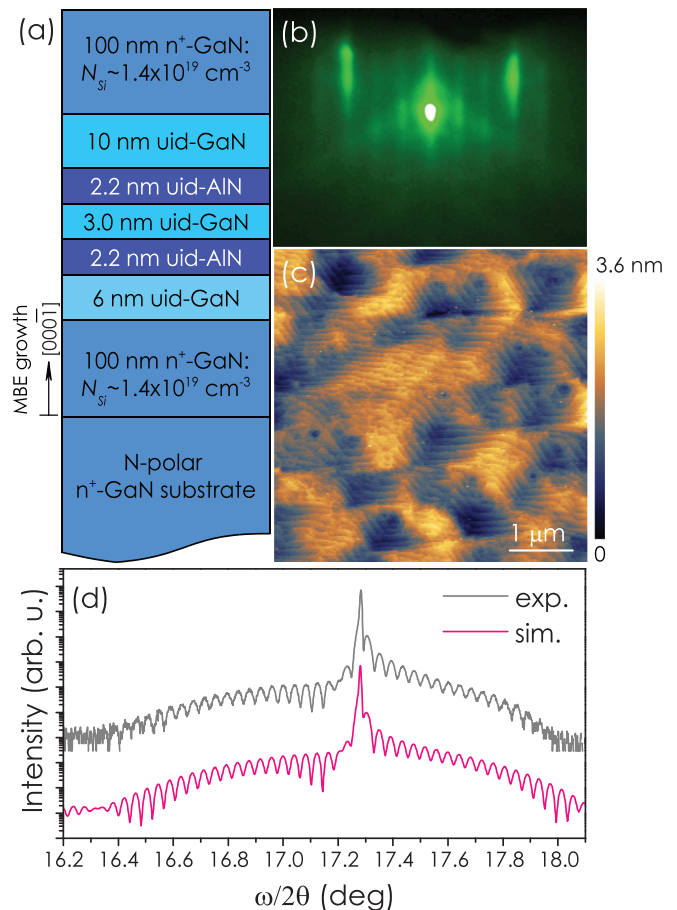 (a)
100 nm n⁺-GaN:
N_Si~1.4x10¹⁹ cm⁻³
10 nm uid-GaN
2.2 nm uid-AlN
3.0 nm uid-GaN
2.2 nm uid-AlN
6 nm uid-GaN
100 nm n⁺-GaN:
N_Si~1.4x10¹⁹ cm⁻³
N-polar
n⁺-GaN substrate
MBE growth
[0001̄]
(b)
(c)
1 μm
3.6 nm
0
(d)
exp.
sim.
Intensity (arb. u.)
16.2 16.4 16.6 16.8 17.0 17.2 17.4 17.6 17.8 18.0
ω/2θ (deg)